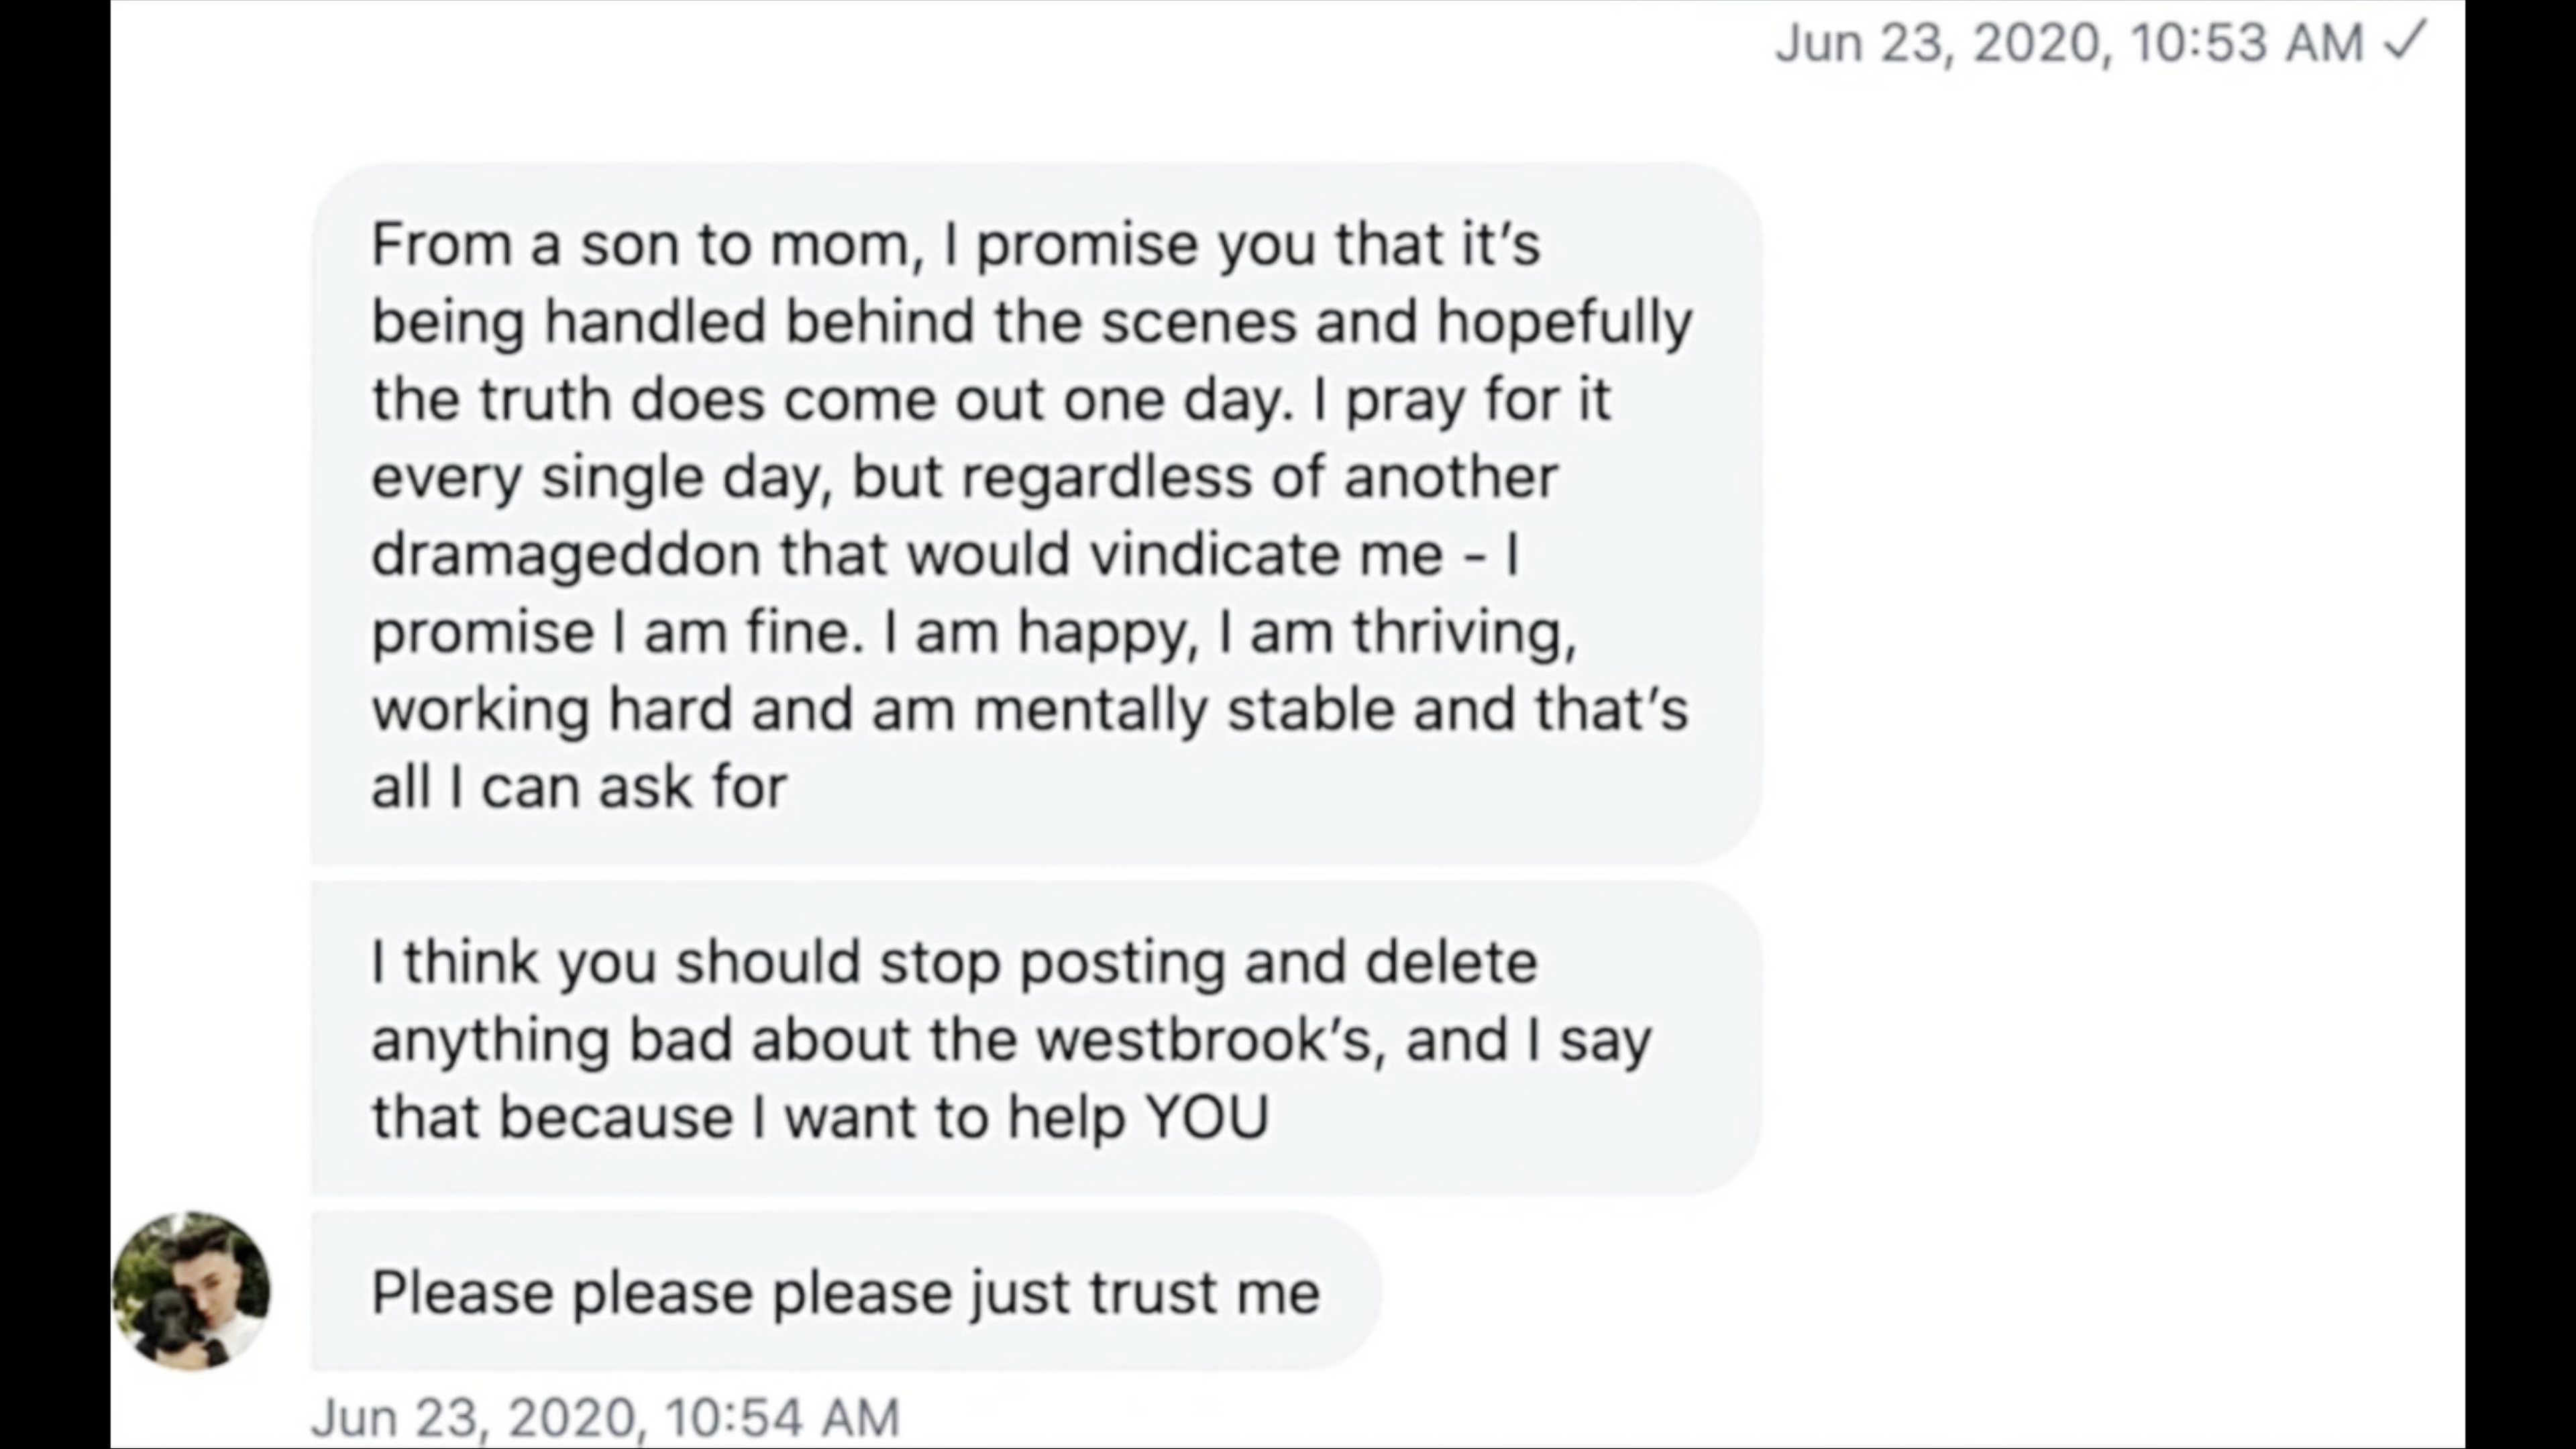 Jun 23, 2020, 10:53 AM ✓
From a son to mom, I promise you that it’s
being handled behind the scenes and hopefully
the truth does come out one day. I pray for it
every single day, but regardless of another
dramageddon that would vindicate me - I
promise I am fine. I am happy, I am thriving,
working hard and am mentally stable and that’s
all I can ask for
I think you should stop posting and delete
anything bad about the westbrook’s, and I say
that because I want to help YOU
Please please please just trust me
Jun 23, 2020, 10:54 AM